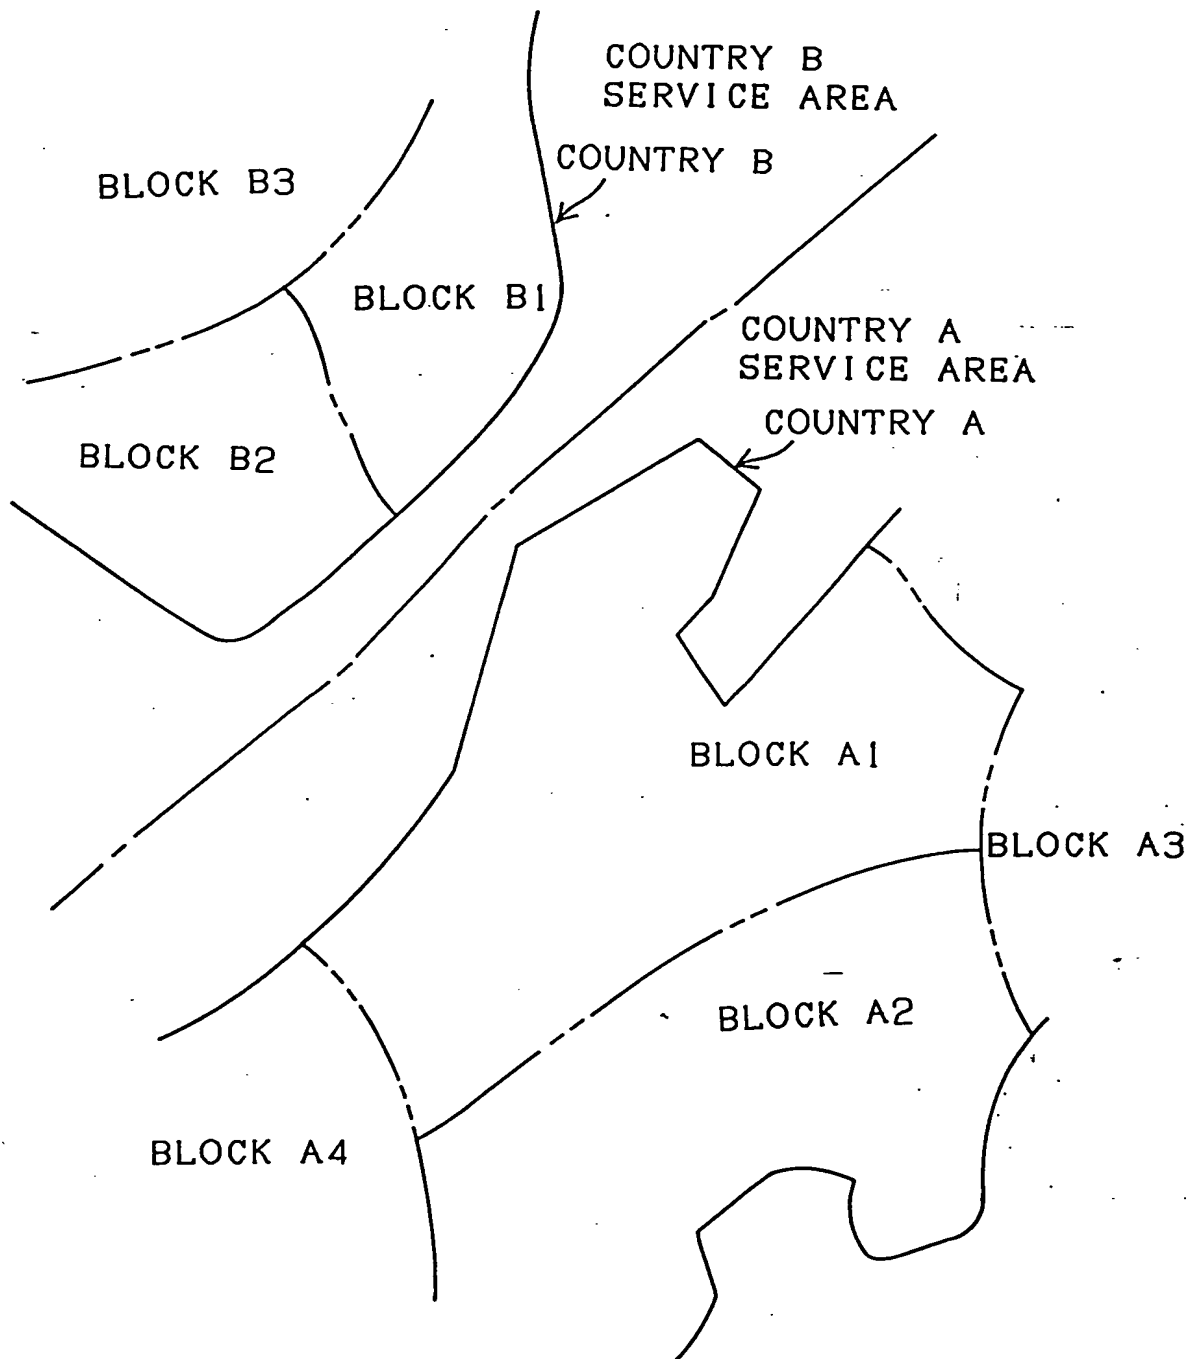 COUNTRY B
SERVICE AREA
COUNTRY B
BLOCK B3
BLOCK B1
COUNTRY A
SERVICE AREA
COUNTRY A
BLOCK B2
BLOCK A1
BLOCK A3
BLOCK A2
BLOCK A4